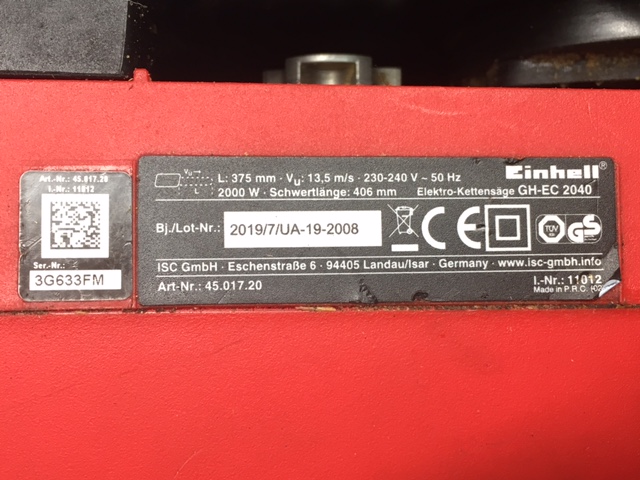 Art.-Nr.: 45.017.20
I.-Nr.: 11012
Ser.-Nr.:
3G633FM
Vu
L
L: 375 mm · Vu: 13,5 m/s · 230-240 V ~ 50 Hz
2000 W · Schwertlänge: 406 mm
Einhell®
Elektro-Kettensäge GH-EC 2040
Bj./Lot-Nr.: 2019/7/UA-19-2008
CE
TÜV
GS
ISC GmbH · Eschenstraße 6 · 94405 Landau/Isar · Germany · www.isc-gmbh.info
Art-Nr.: 45.017.20
I.-Nr.: 11012
Made in P.R.C.